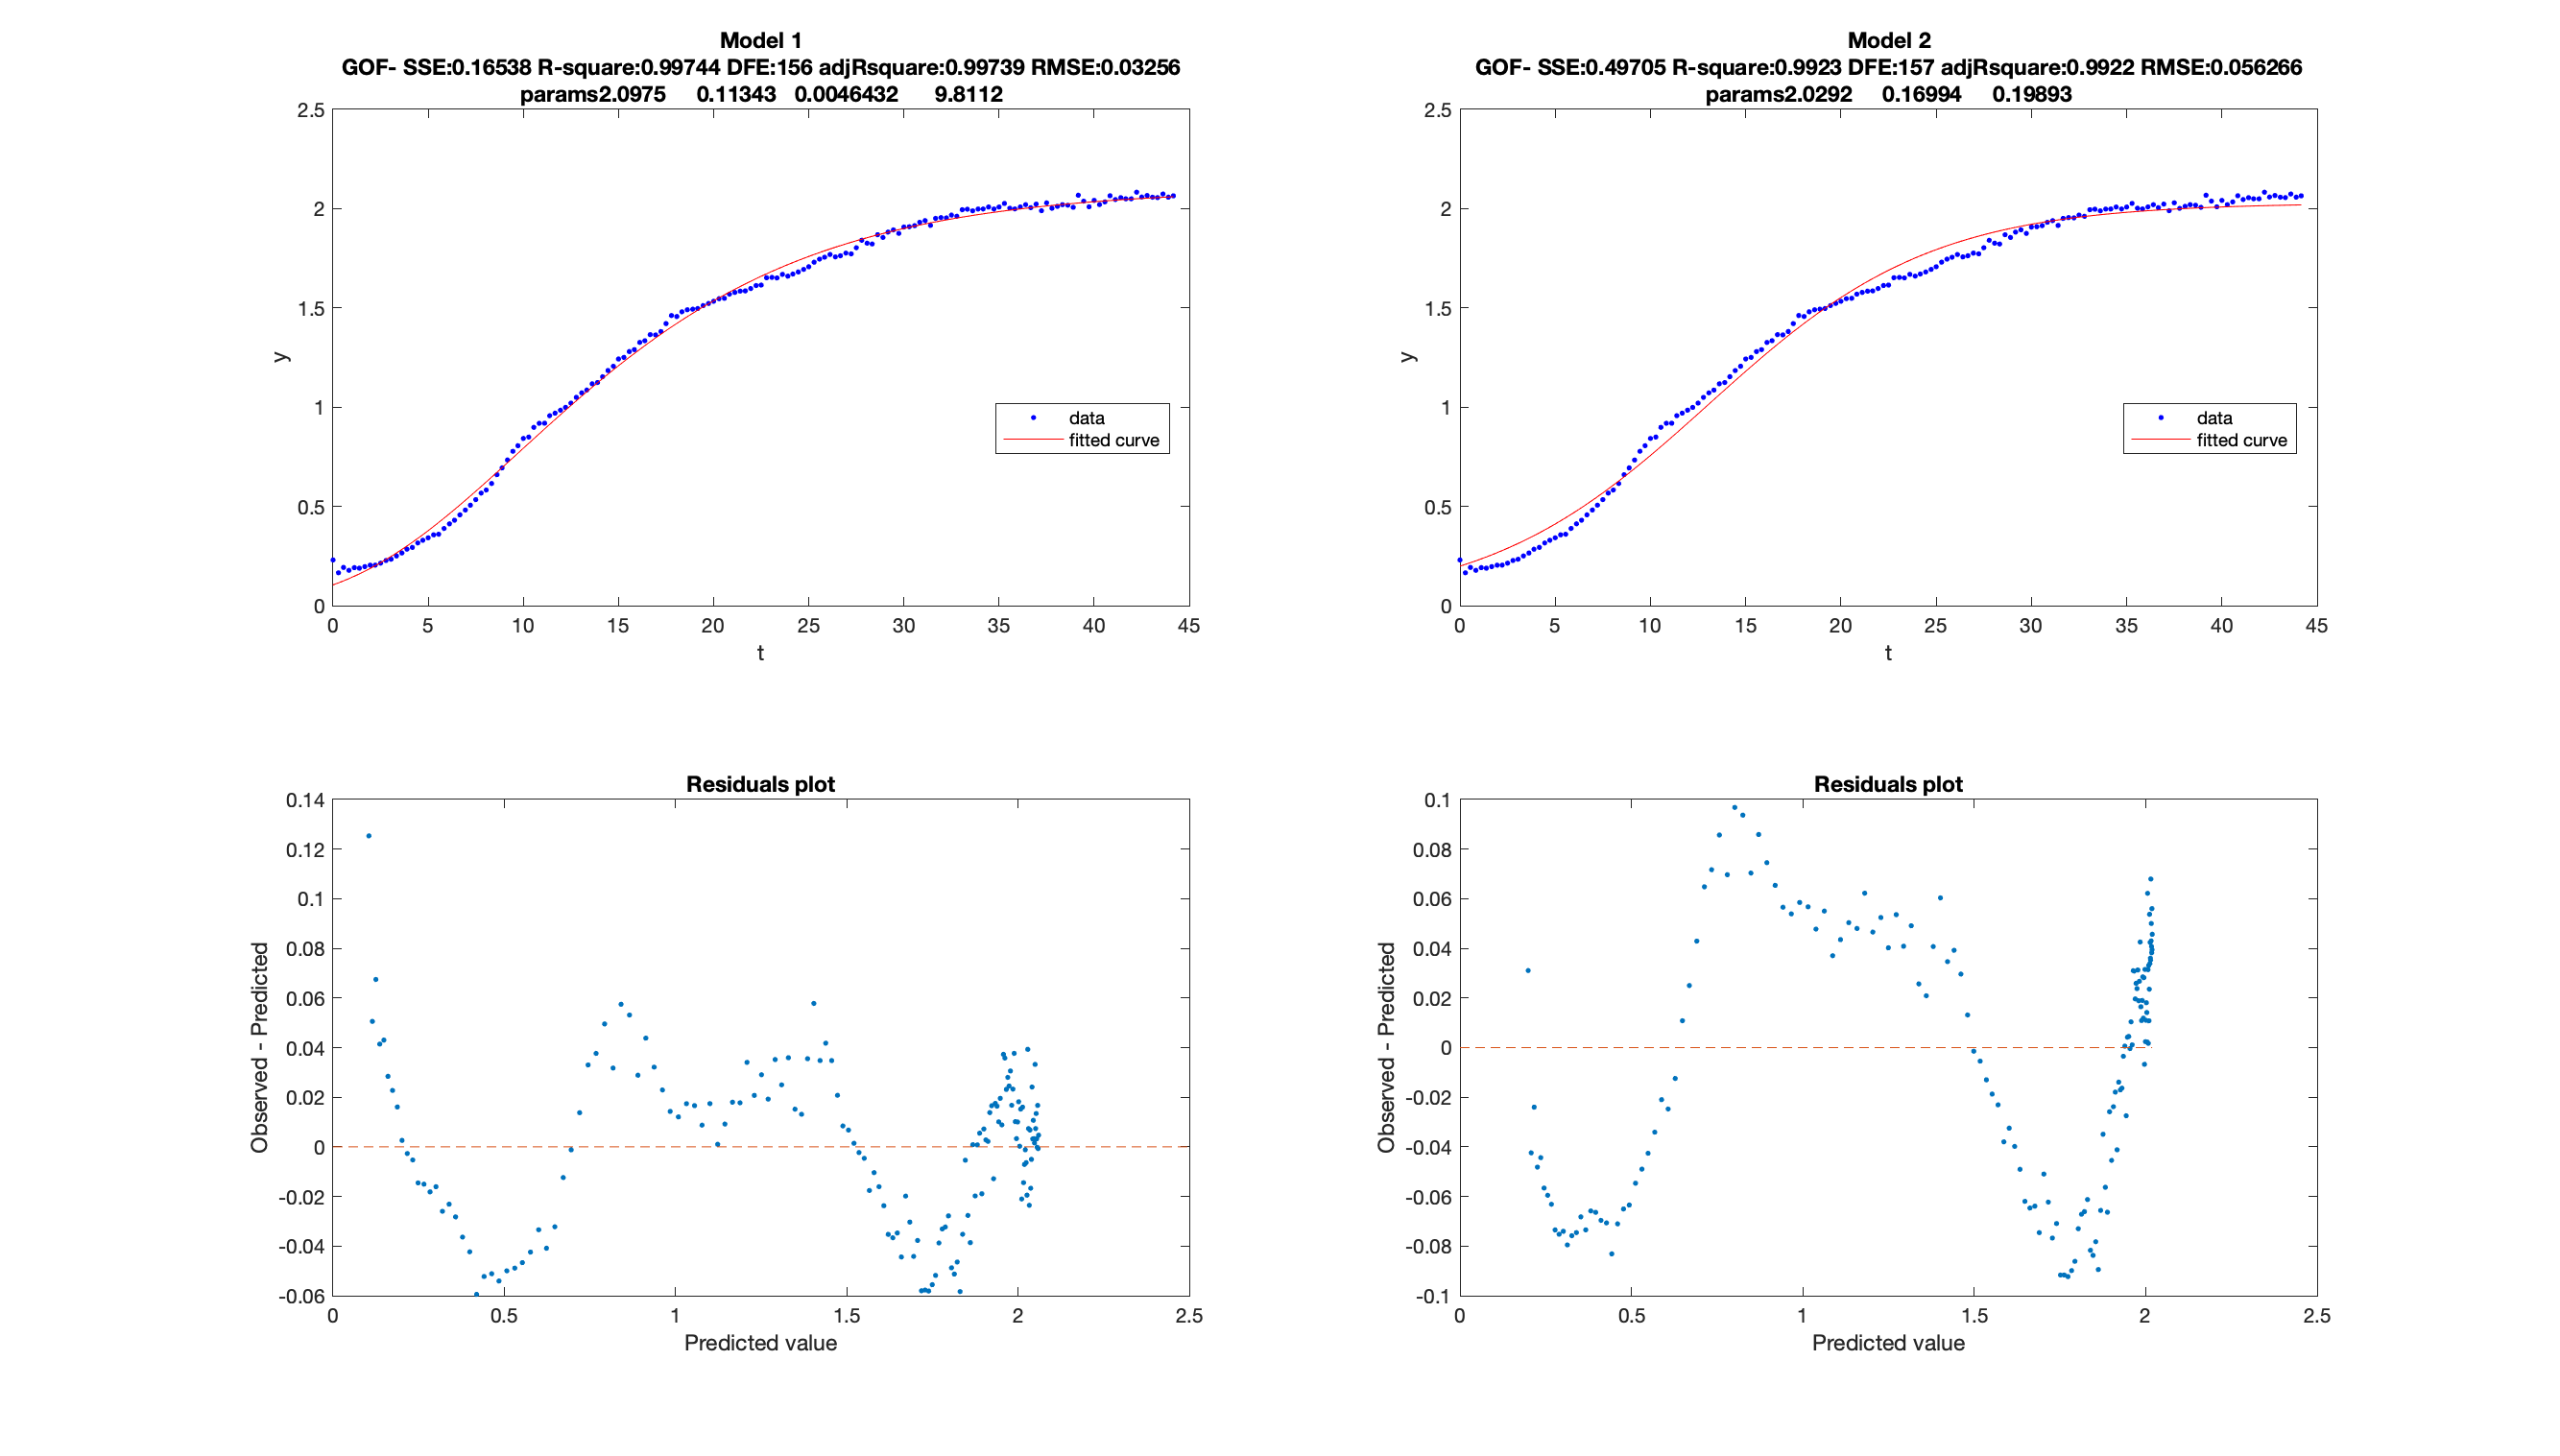 Model 1
GOF- SSE:0.16538 R-square:0.99744 DFE:156 adjRsquare:0.99739 RMSE:0.03256
params2.0975 0.11343 0.0046432 9.8112
2.5
2
1.5
1
0.5
0
y
0 5 10 15 20 25 30 35 40 45
t
data
fitted curve
Model 2
GOF- SSE:0.49705 R-square:0.9923 DFE:157 adjRsquare:0.9922 RMSE:0.056266
params2.0292 0.16994 0.19893
2.5
2
1.5
1
0.5
0
y
0 5 10 15 20 25 30 35 40 45
t
data
fitted curve
Residuals plot
0.14
0.12
0.1
0.08
0.06
0.04
0.02
0
-0.02
-0.04
-0.06
Observed - Predicted
0 0.5 1 1.5 2 2.5
Predicted value
Residuals plot
0.1
0.08
0.06
0.04
0.02
0
-0.02
-0.04
-0.06
-0.08
-0.1
Observed - Predicted
0 0.5 1 1.5 2 2.5
Predicted value